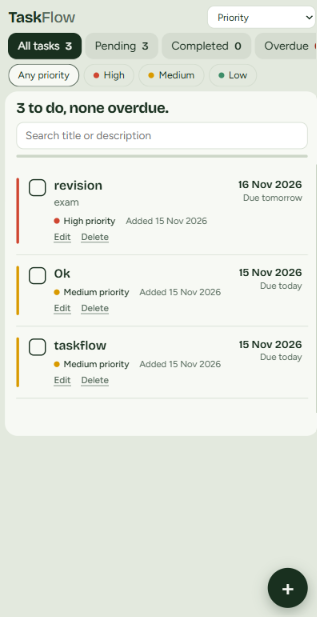 TaskFlow Priority
All tasks 3 Pending 3 Completed 0 Overdue
Any priority High Medium Low
3 to do, none overdue.
Search title or description
revision 16 Nov 2026
exam Due tomorrow
High priority Added 15 Nov 2026
Edit Delete
Ok 15 Nov 2026
Due today
Medium priority Added 15 Nov 2026
Edit Delete
taskflow 15 Nov 2026
Due today
Medium priority Added 15 Nov 2026
Edit Delete
+